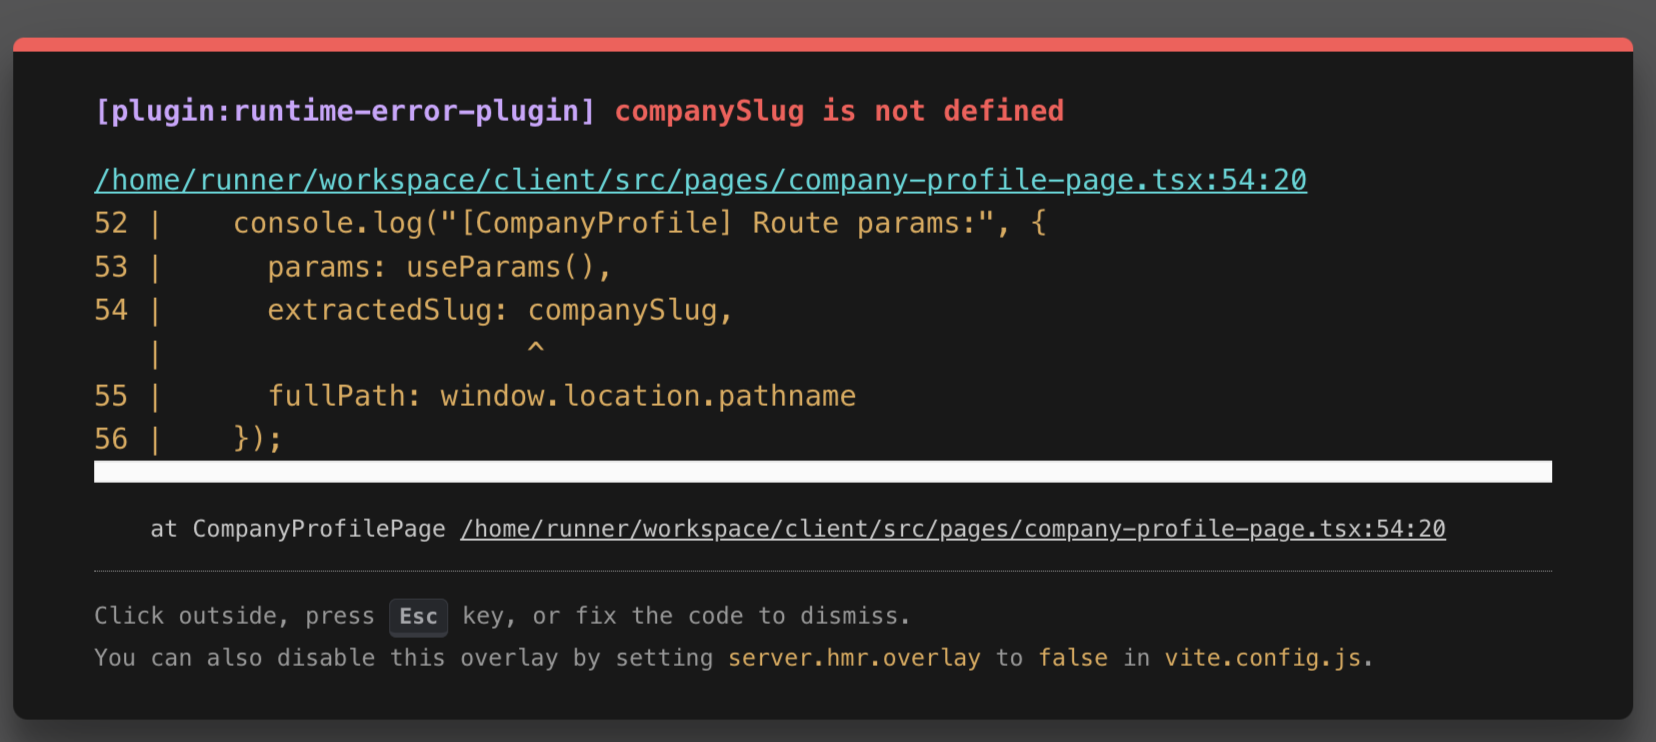 [plugin:runtime-error-plugin] companySlug is not defined
/home/runner/workspace/client/src/pages/company-profile-page.tsx:54:20
52 |    console.log("[CompanyProfile] Route params:", {
53 |      params: useParams(),
54 |      extractedSlug: companySlug,
   |                     ^
55 |      fullPath: window.location.pathname
56 |    });
at CompanyProfilePage /home/runner/workspace/client/src/pages/company-profile-page.tsx:54:20
Click outside, press Esc key, or fix the code to dismiss.
You can also disable this overlay by setting server.hmr.overlay to false in vite.config.js.